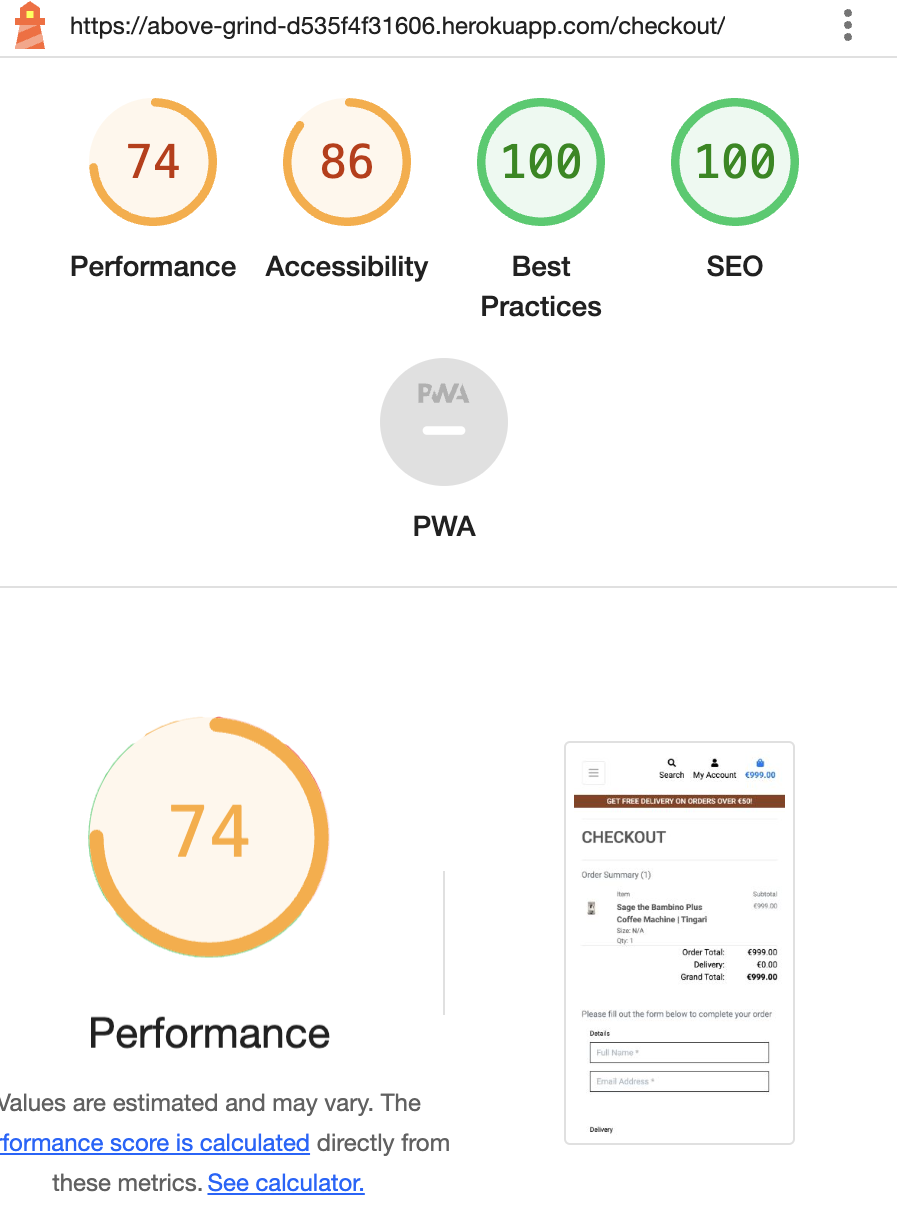 https://above-grind-d535f4f31606.herokuapp.com/checkout/
74
86
100
100
Performance
Accessibility
Best
Practices
SEO
PWA
PWA
74
Performance
Values are estimated and may vary. The
rformance score is calculated directly from
these metrics. See calculator.
Search
My Account
€999.00
GET FREE DELIVERY ON ORDERS OVER €50!
CHECKOUT
Order Summary (1)
Item Subtotal
Sage the Bambino Plus €999.00
Coffee Machine | Tingari
Size: N/A
Qty: 1
Order Total: €999.00
Delivery: €0.00
Grand Total: €999.00
Please fill out the form below to complete your order
Details
Full Name *
Email Address *
Delivery